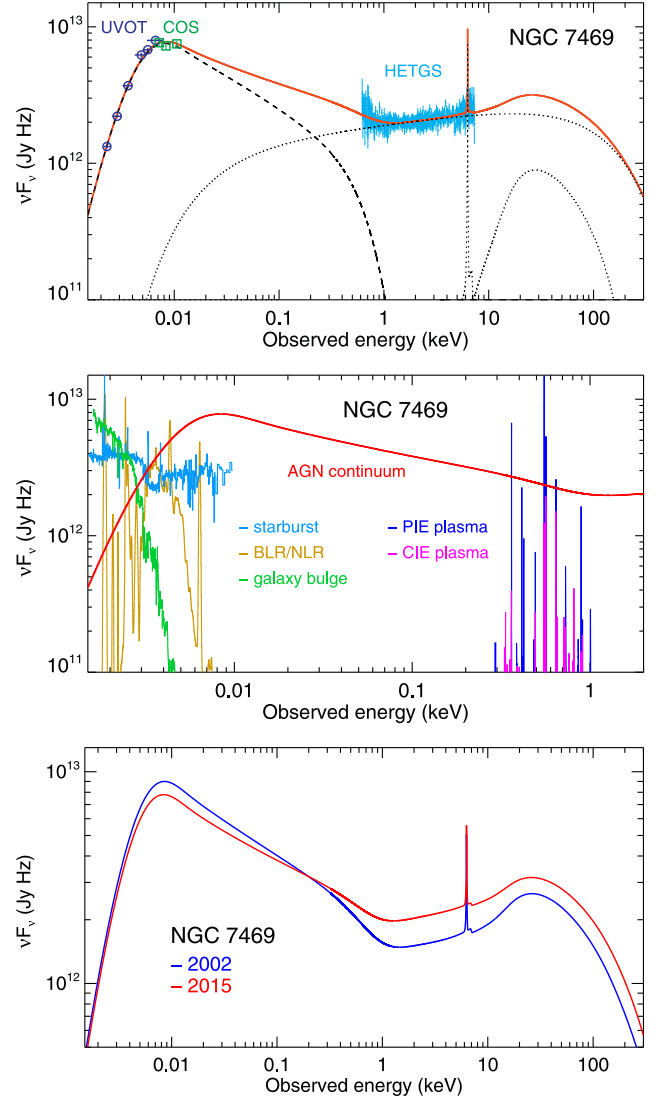 10¹³
UVOT
COS
NGC 7469
HETGS
νFᵥ (Jy Hz)
10¹²
10¹¹
0.01
0.1
1
10
100
Observed energy (keV)
10¹³
NGC 7469
AGN continuum
νFᵥ (Jy Hz)
10¹²
– starburst
– PIE plasma
– BLR/NLR
– CIE plasma
– galaxy bulge
10¹¹
0.01
0.1
1
Observed energy (keV)
10¹³
νFᵥ (Jy Hz)
NGC 7469
– 2002
– 2015
10¹²
0.01
0.1
1
10
100
Observed energy (keV)